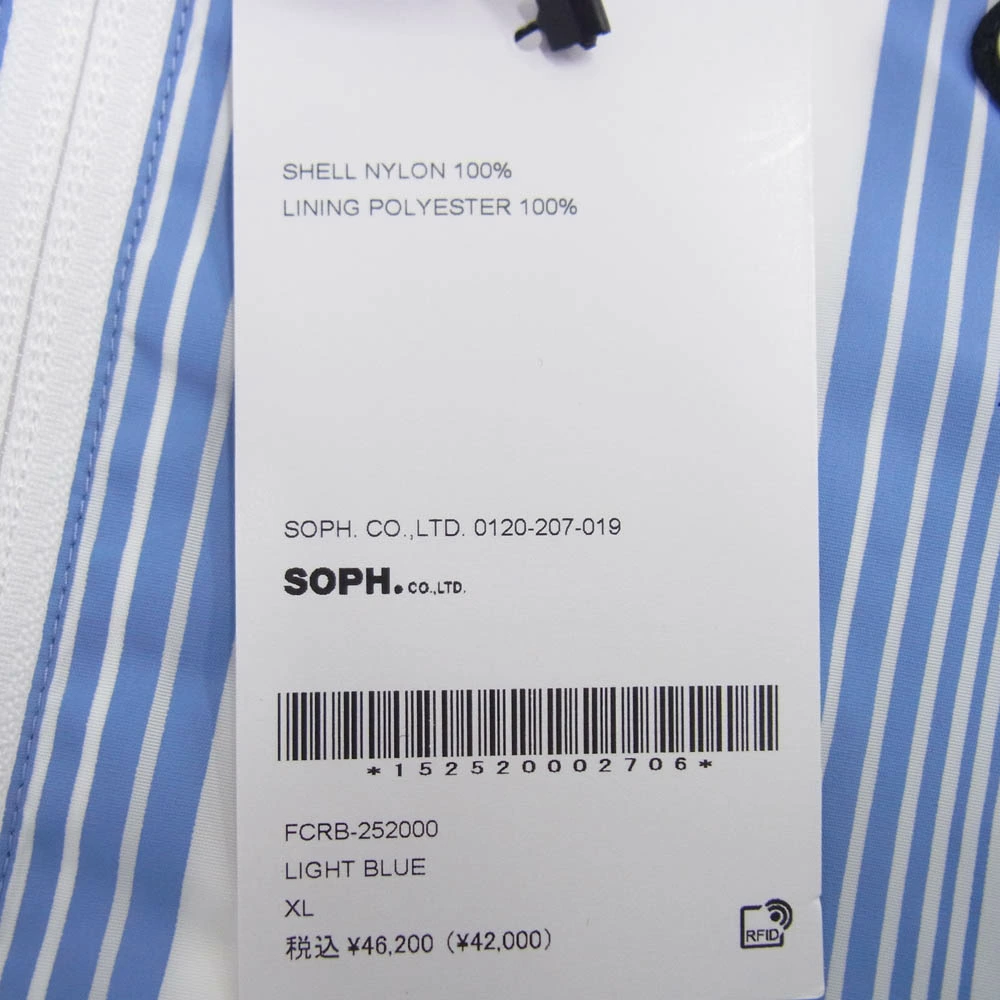 SHELL NYLON 100%
LINING POLYESTER 100%
SOPH. CO.,LTD. 0120-207-019
SOPH. CO.,LTD.
*152520002706*
FCRB-252000
LIGHT BLUE
XL
税込 ¥46,200 (¥42,000)
RFID